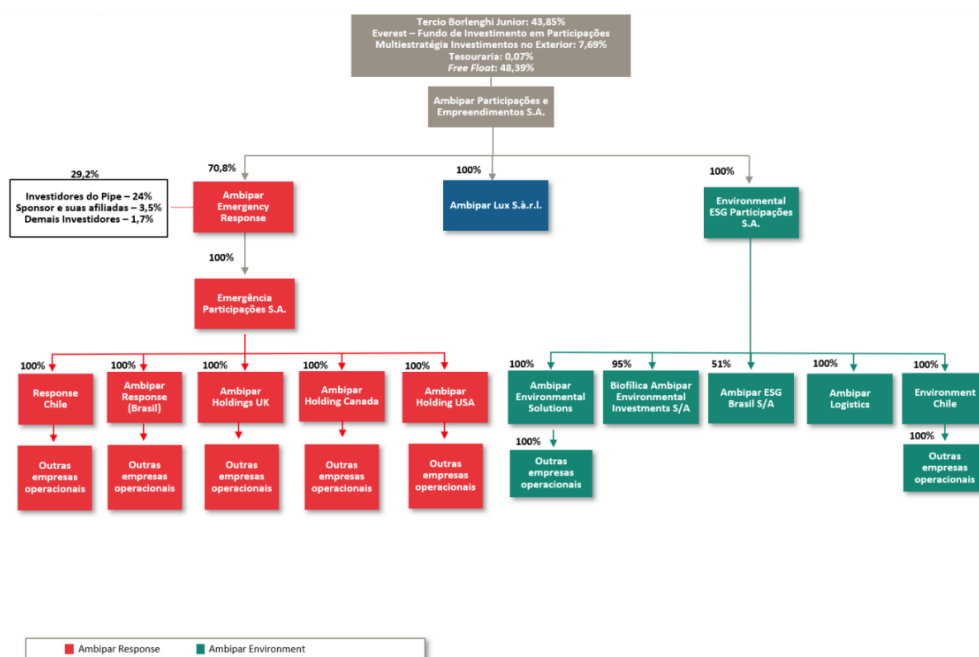 Tercio Borlenghi Junior: 43,85%
Everest – Fundo de Investimento em Participações
Multiestratégia Investimentos no Exterior: 7,69%
Tesouraria: 0,07%
Free Float: 48,39%
Ambipar Participações e
Empreendimentos S.A.
29,2%
70,8%
100%
100%
Investidores do Pipe – 24%
Sponsor e suas afiliadas – 3,5%
Demais Investidores – 1,7%
Ambipar
Emergency
Response
Ambipar Lux S.à.r.l.
Environmental
ESG Participações
S.A.
100%
Emergência
Participações S.A.
100%
100%
100%
100%
100%
100%
95%
51%
100%
100%
Response
Chile
Ambipar
Response
(Brasil)
Ambipar
Holdings UK
Ambipar
Holding Canada
Ambipar
Holding USA
Ambipar
Environmental
Solutions
Biofílica Ambipar
Environmental
Investments S/A
Ambipar ESG
Brasil S/A
Ambipar
Logistics
Environment
Chile
100%
100%
Outras
empresas
operacionais
Outras
empresas
operacionais
Outras
empresas
operacionais
Outras
empresas
operacionais
Outras
empresas
operacionais
Outras
empresas
operacionais
Outras
empresas
operacionais
Ambipar Response
Ambipar Environment